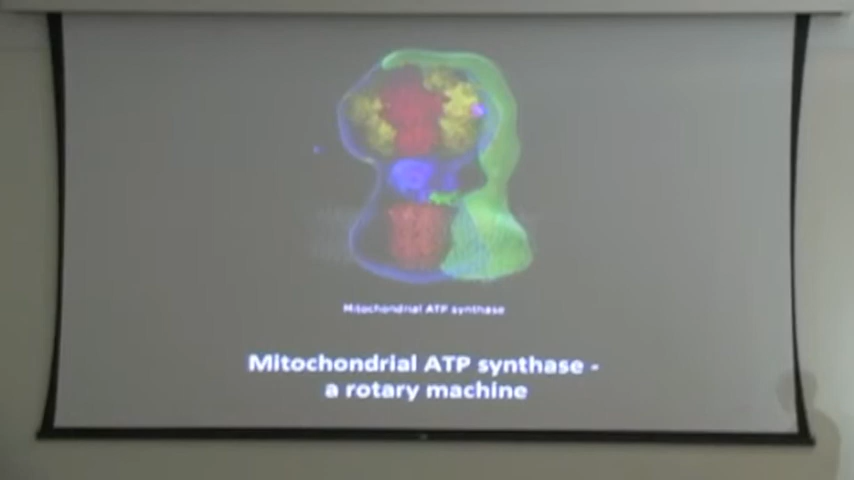 Mitochondrial ATP synthase
Mitochondrial ATP synthase -
a rotary machine